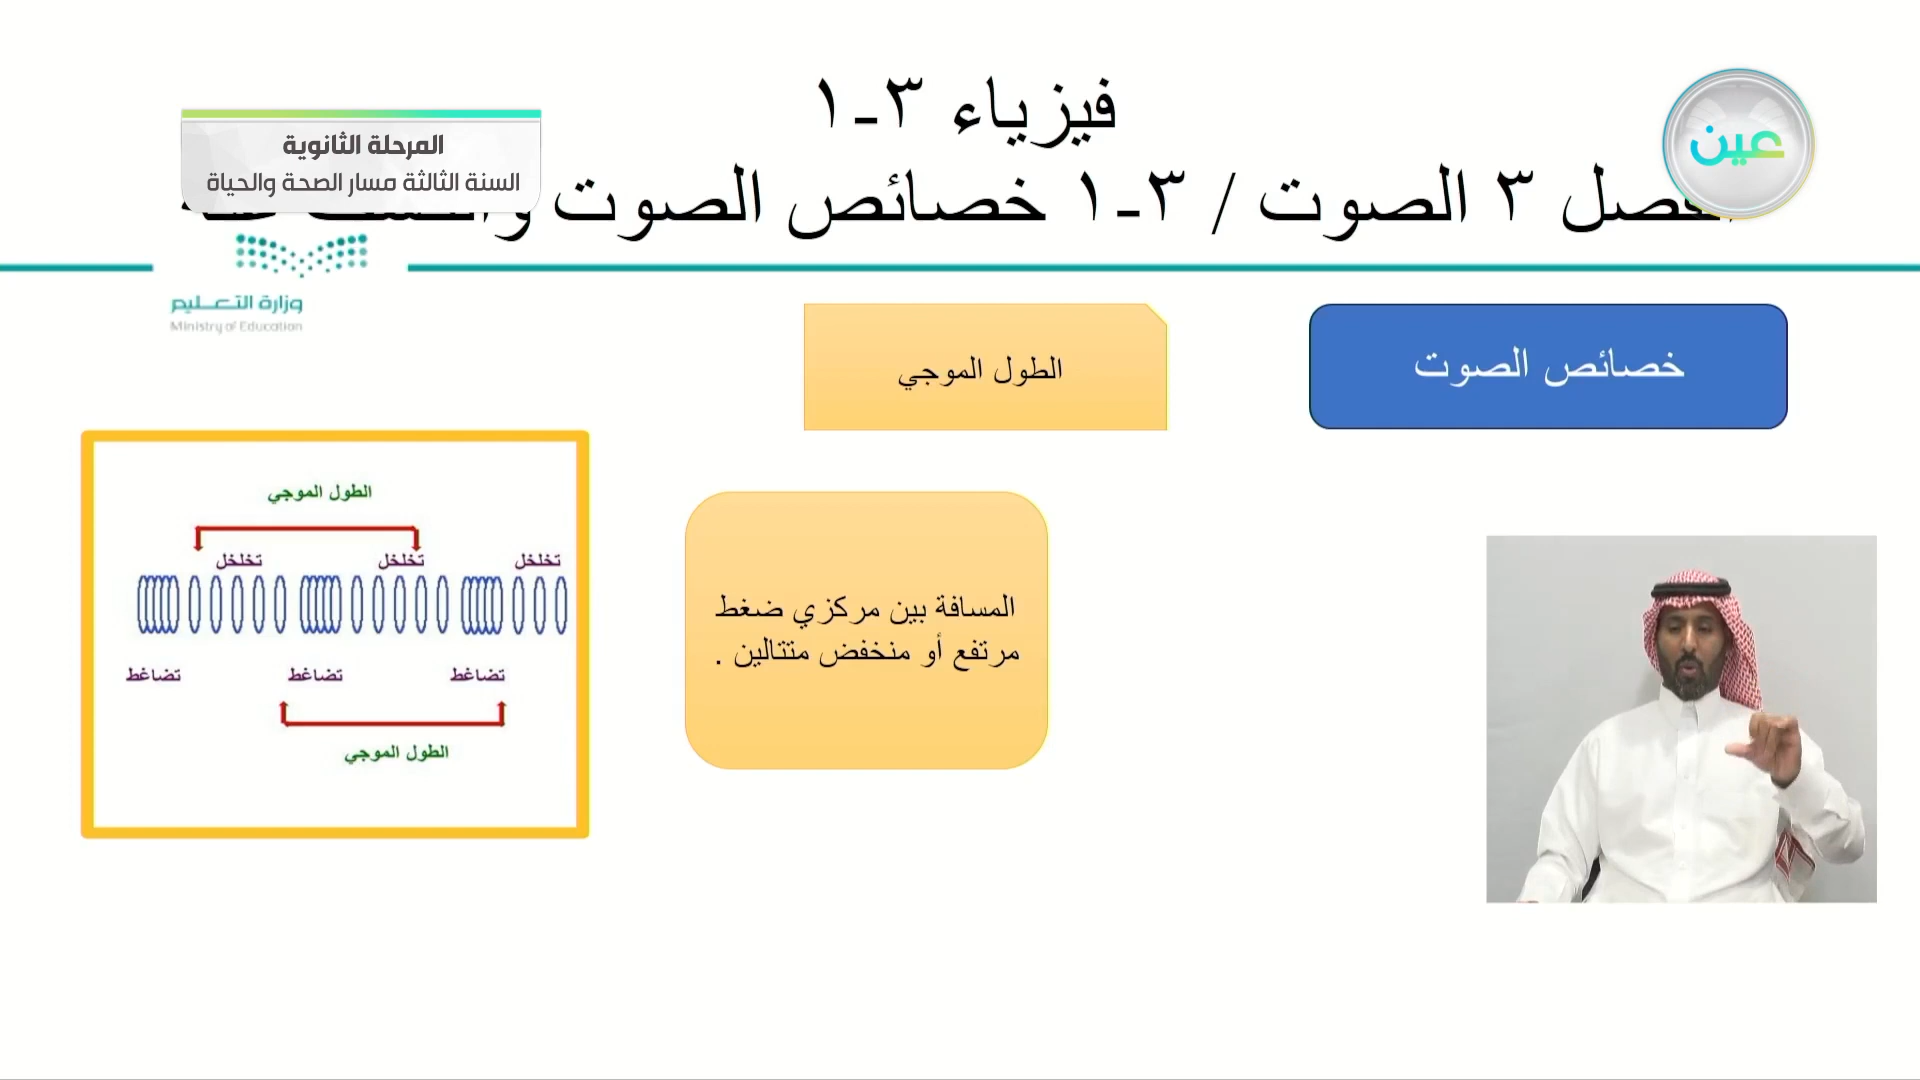 فيزياء ٣-١
المرحلة الثانوية
السنة الثالثة مسار الصحة والحياة
عين
الفصل ٣ الصوت / ٣-١ خصائص الصوت
وزارة التعليم
Ministry of Education
خصائص الصوت
الطول الموجي
المسافة بين مركزي ضغط
مرتفع أو منخفض متتالين .
الطول الموجي
تخلخل تخلخل تخلخل
تضاغط تضاغط تضاغط
الطول الموجي